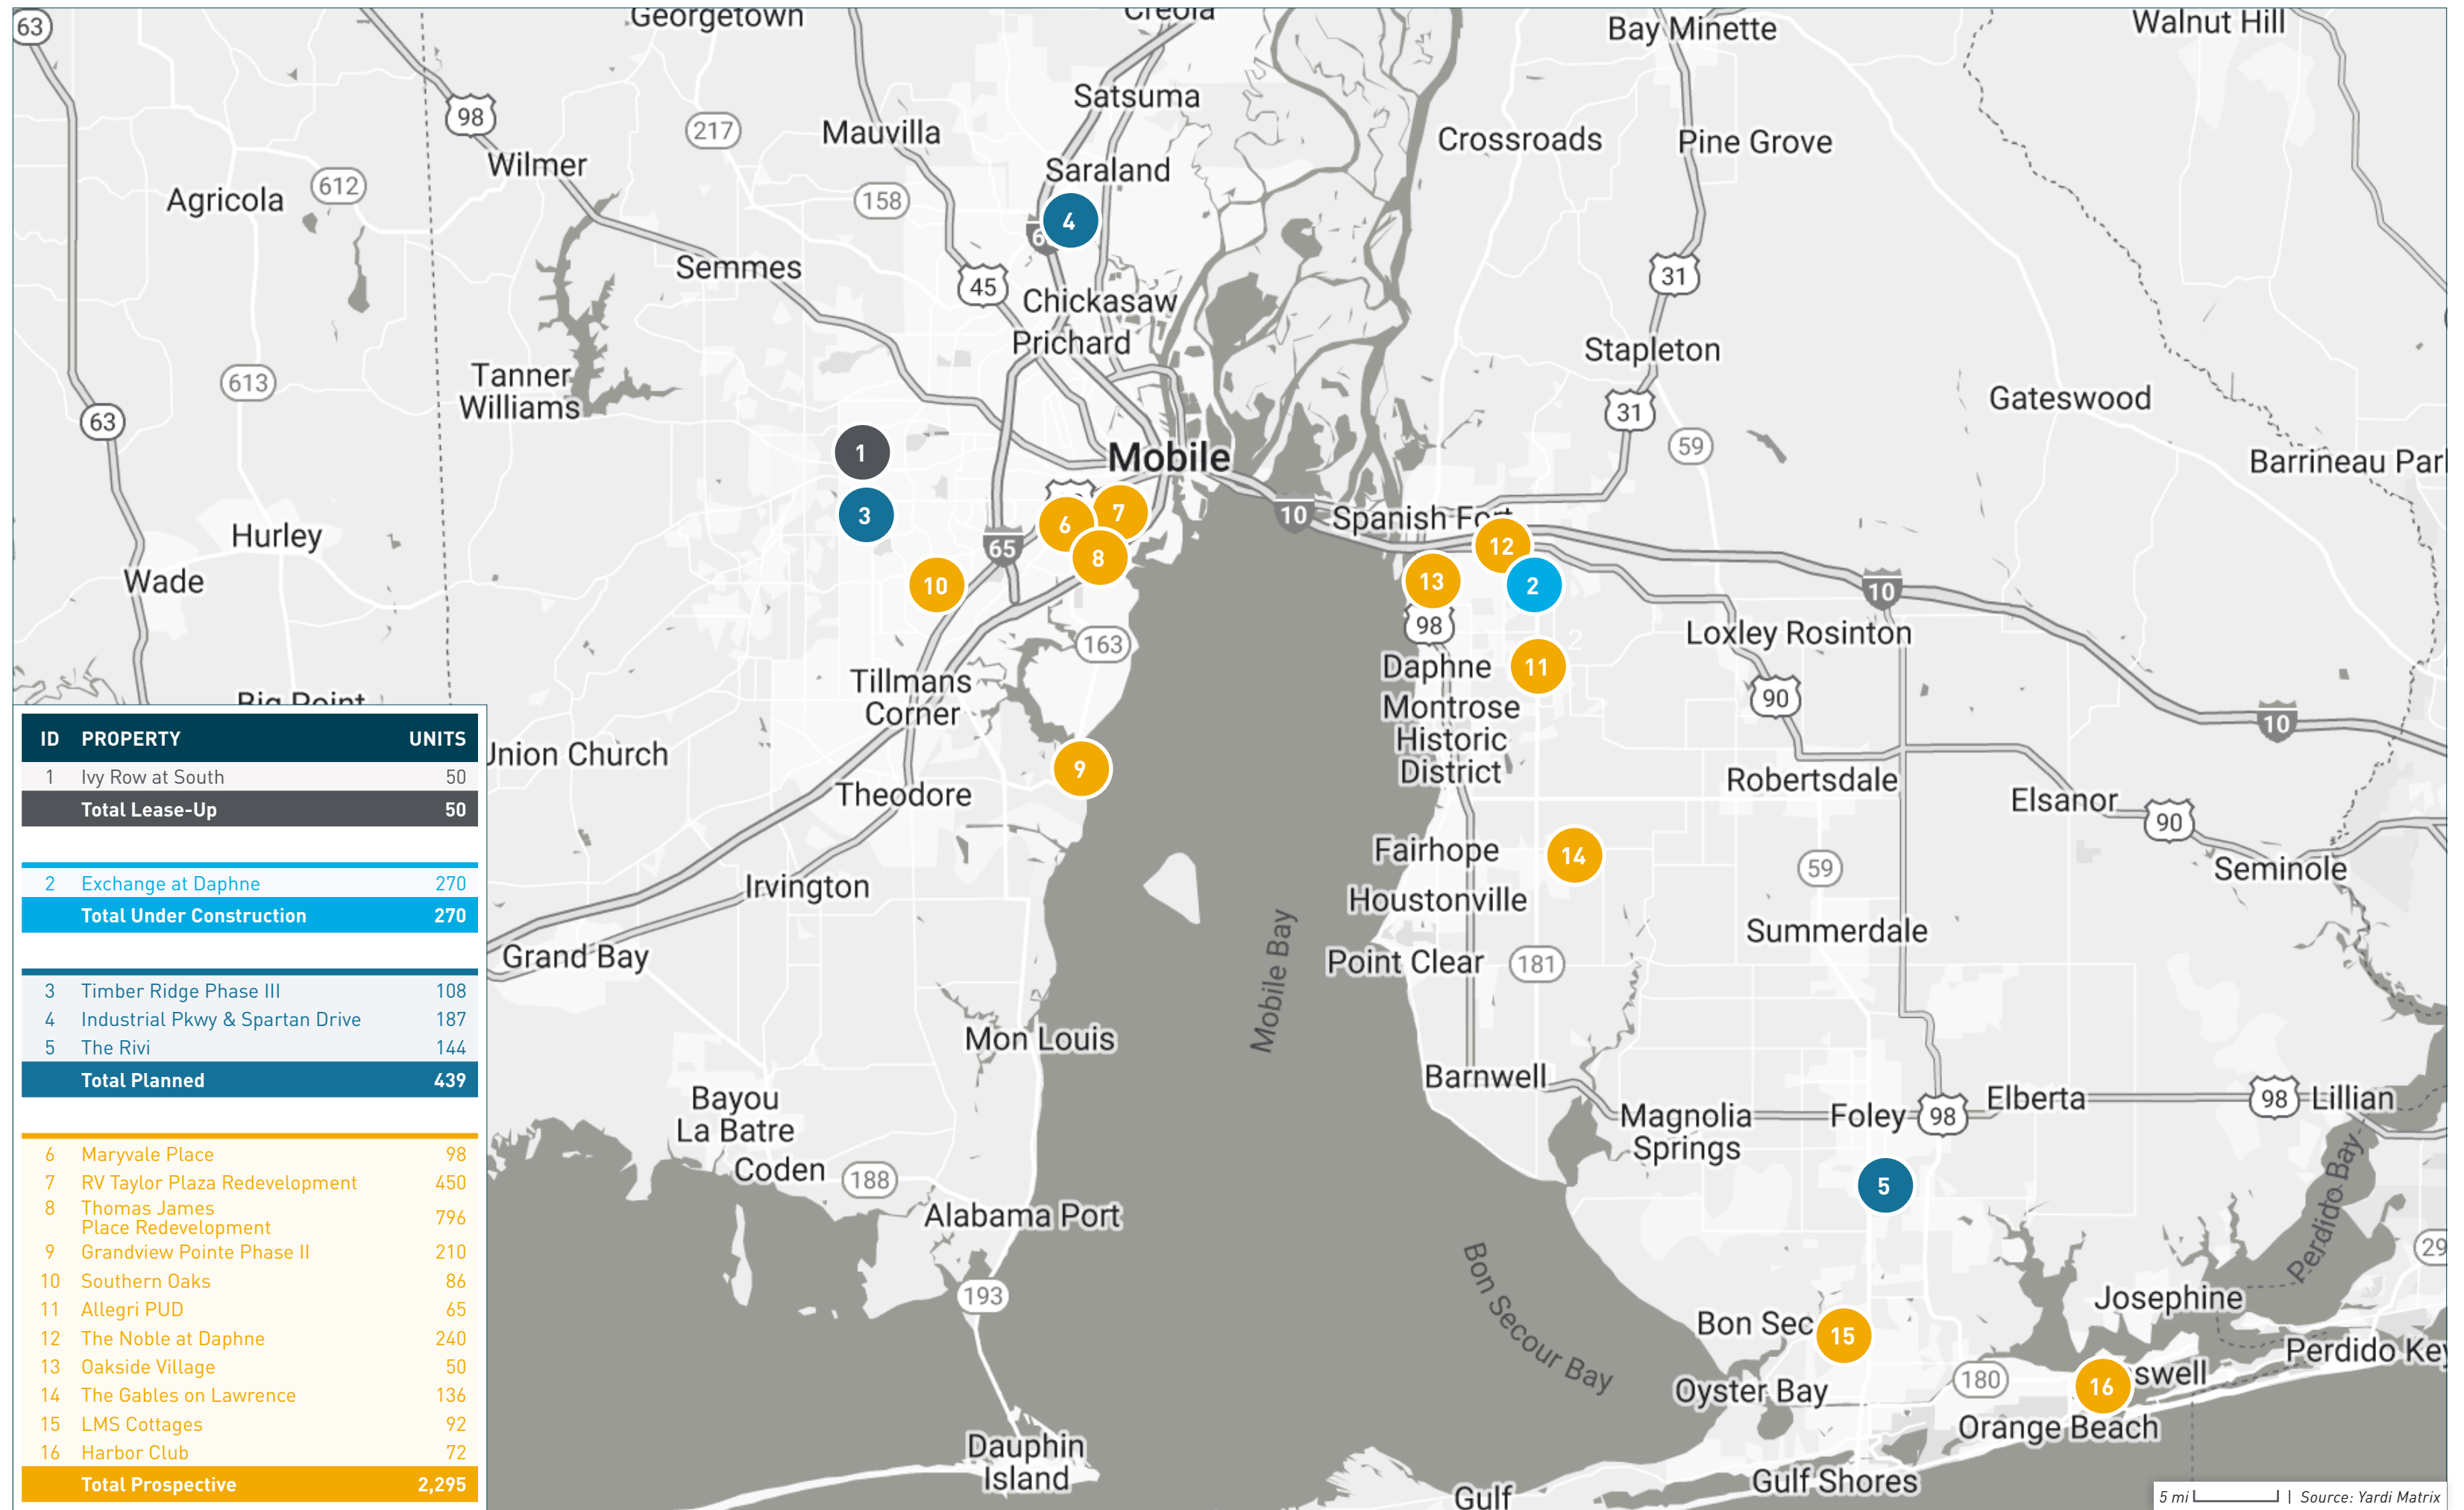 Georgetown
Creola
Bay Minette
Walnut Hill
63
98
Satsuma
217
Mauvilla
Crossroads
Pine Grove
Wilmer
Saraland
612
Agricola
158
4
Semmes
45
31
Chickasaw
Prichard
Stapleton
Tanner
Williams
613
Gateswood
31
63
59
1
Mobile
Barrineau Par
3
6
7
10
Spanish Fort
Hurley
65
8
12
Wade
10
13
2
10
98
163
2
Loxley
Rosinton
Daphne
11
Tillmans
Corner
90
Montrose
Historic
District
10
Big Point
Union Church
9
Robertsdale
Theodore
Elsanor
90
Fairhope
14
59
Seminole
Irvington
Houstonville
Summerdale
Grand Bay
Point Clear
181
Mobile Bay
Mon Louis
Barnwell
Bayou
La Batre
Magnolia
Springs
Foley
98
Elberta
98
Lillian
Coden
188
5
Alabama Port
Perdido Bay
29
193
Bon Secour Bay
Josephine
Bon Sec
15
Perdido Key
Oyster Bay
180
16
swell
Orange Beach
Dauphin
Island
Gulf Shores
Gulf
ID PROPERTY UNITS
1 Ivy Row at South 50
Total Lease-Up 50
2 Exchange at Daphne 270
Total Under Construction 270
3 Timber Ridge Phase III 108
4 Industrial Pkwy & Spartan Drive 187
5 The Rivi 144
Total Planned 439
6 Maryvale Place 98
7 RV Taylor Plaza Redevelopment 450
8 Thomas James
Place Redevelopment 796
9 Grandview Pointe Phase II 210
10 Southern Oaks 86
11 Allegri PUD 65
12 The Noble at Daphne 240
13 Oakside Village 50
14 The Gables on Lawrence 136
15 LMS Cottages 92
16 Harbor Club 72
Total Prospective 2,295
5 mi | Source: Yardi Matrix